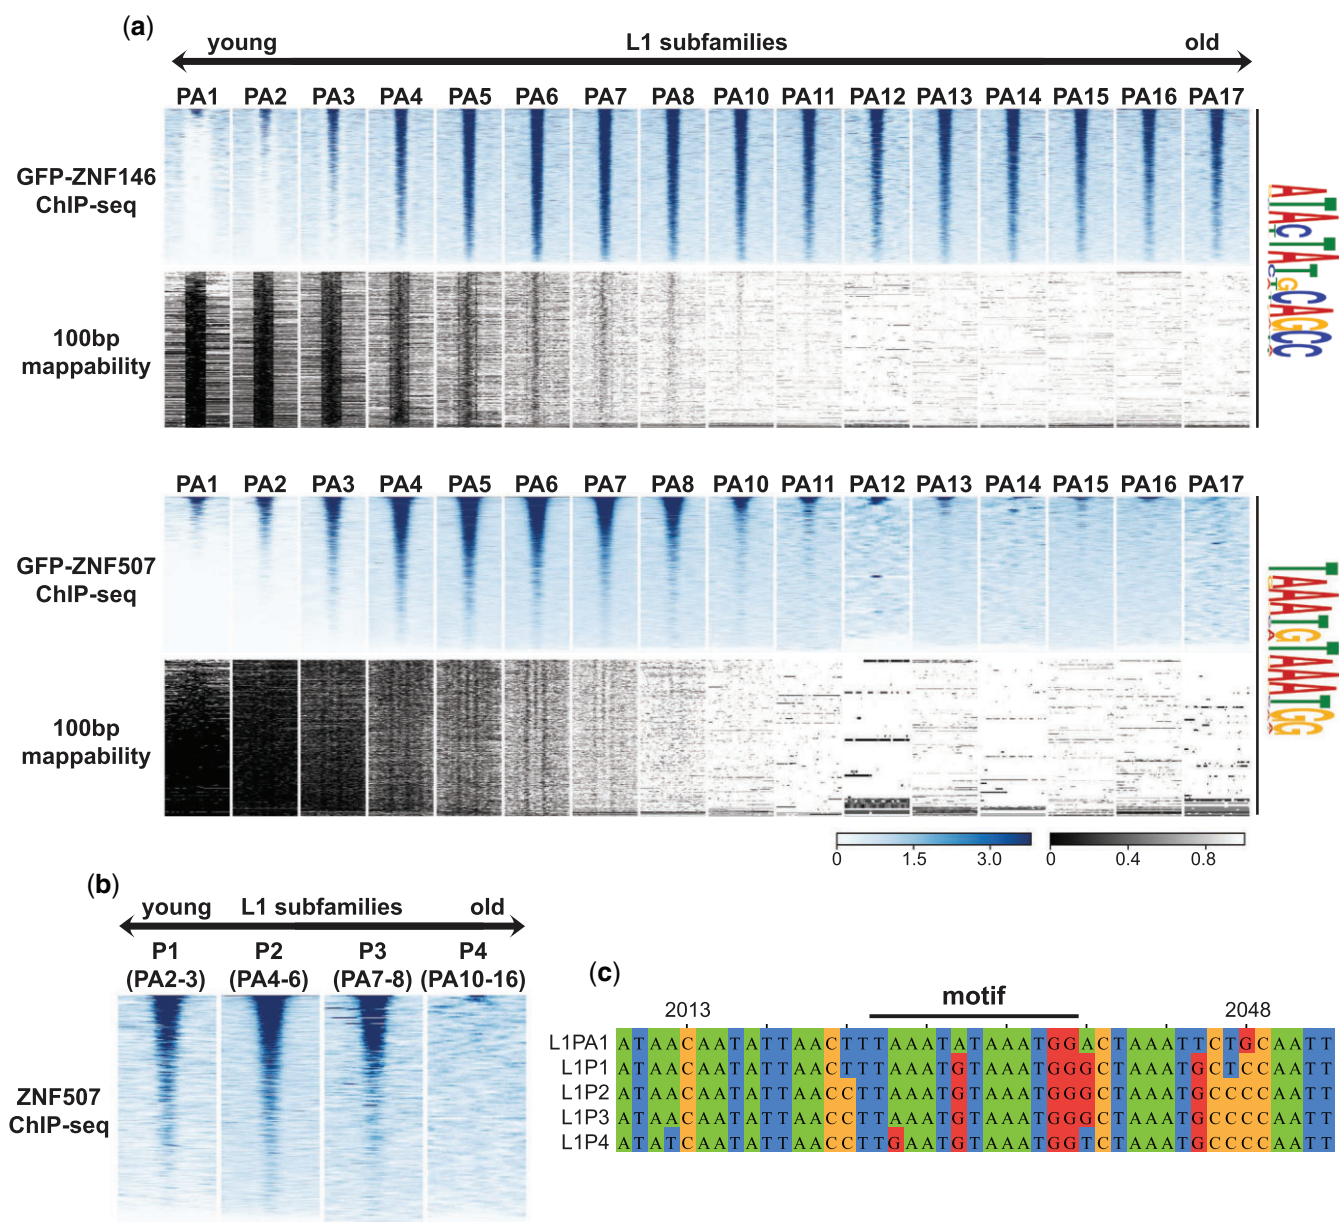 (a)
young L1 subfamilies old
PA1 PA2 PA3 PA4 PA5 PA6 PA7 PA8 PA10 PA11 PA12 PA13 PA14 PA15 PA16 PA17
GFP-ZNF146
ChIP-seq
100bp
mappability
ATACTATGCAGCC
PA1 PA2 PA3 PA4 PA5 PA6 PA7 PA8 PA10 PA11 PA12 PA13 PA14 PA15 PA16 PA17
GFP-ZNF507
ChIP-seq
100bp
mappability
TAAATGTAAATGG
0 1.5 3.0
0 0.4 0.8
(b)
young L1 subfamilies old
P1 P2 P3 P4
(PA2-3) (PA4-6) (PA7-8) (PA10-16)
ZNF507
ChIP-seq
(c)
2013 motif 2048
L1PA1 ATAACAATATTAACTTTAAATATAAATGGACTAAATTCTGCAATT
L1P1 ATAACAATATTAACTTTAAATGTAAATGGGCTAAATGCTCCAATT
L1P2 ATAACAATATTAACCTTAAATGTAAATGGGCTAAATGCCCCAATT
L1P3 ATAACAATATTAACCTTAAATGTAAATGGGCTAAATGCCCCAATT
L1P4 ATATCAATATTAACCTTGAATGTAAATGGTCTAAATGCCCCAATT